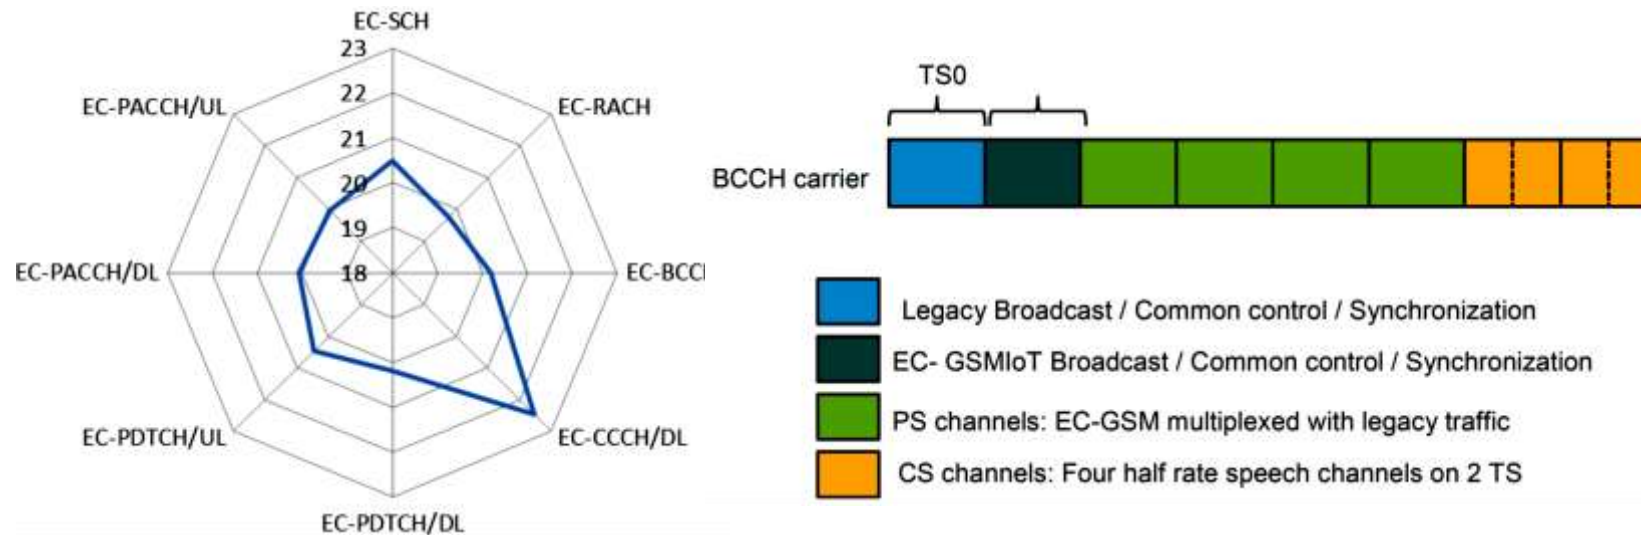 EC-SCH
23
22
21
20
19
18
EC-PACCH/UL
EC-RACH
EC-PACCH/DL
EC-BCC
EC-PDTCH/UL
EC-CCCH/DL
EC-PDTCH/DL
TS0
BCCH carrier
Legacy Broadcast / Common control / Synchronization
EC- GSMIoT Broadcast / Common control / Synchronization
PS channels: EC-GSM multiplexed with legacy traffic
CS channels: Four half rate speech channels on 2 TS